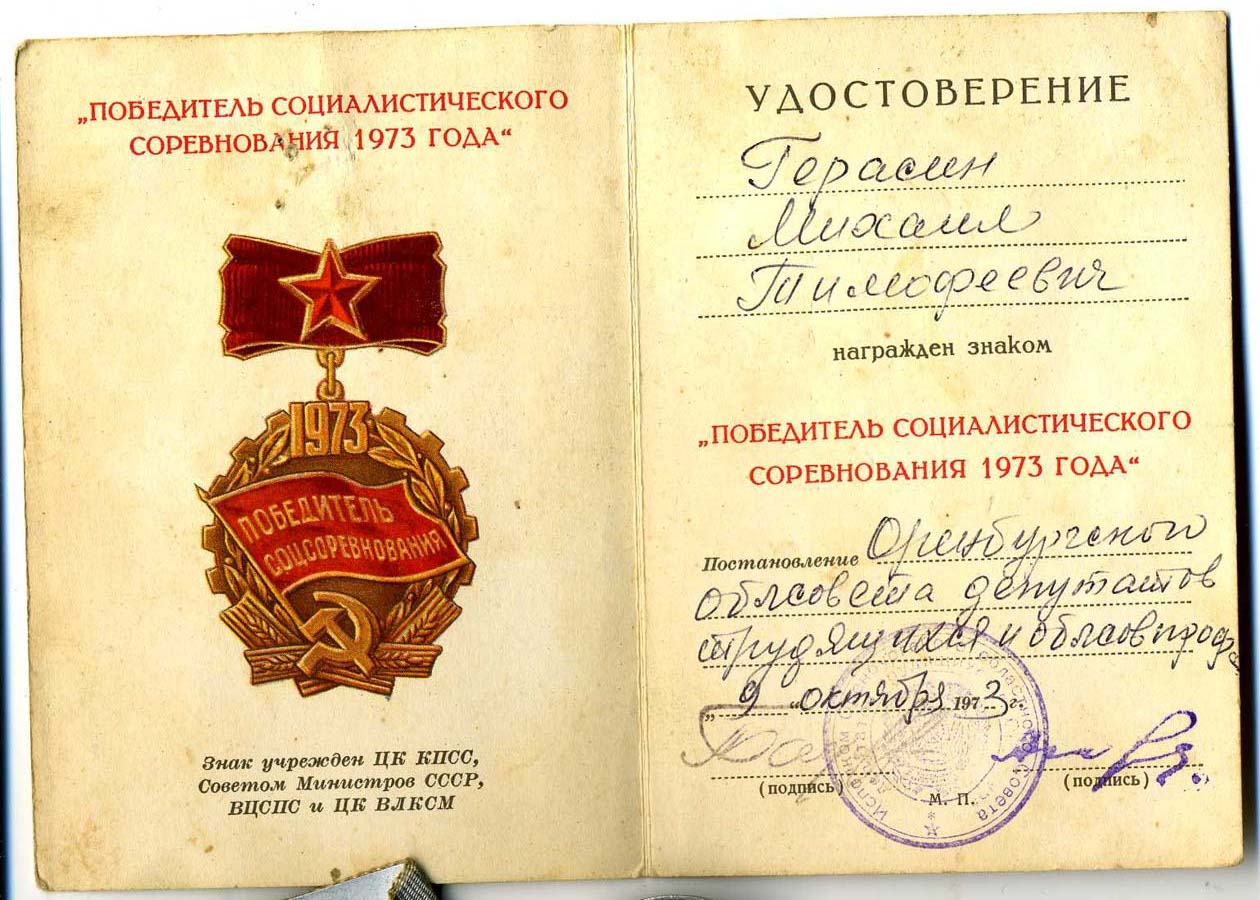 „ПОБЕДИТЕЛЬ СОЦИАЛИСТИЧЕСКОГО
СОРЕВНОВАНИЯ 1973 ГОДА“
1973
ПОБЕДИТЕЛЬ
СОЦСОРЕВНОВАНИЯ
Знак учрежден ЦК КПСС,
Советом Министров СССР,
ВЦСПС и ЦК ВЛКСМ
УДОСТОВЕРЕНИЕ
Герасин
Михаил
Тимофеевич
награжден знаком
„ПОБЕДИТЕЛЬ СОЦИАЛИСТИЧЕСКОГО
СОРЕВНОВАНИЯ 1973 ГОДА“
Постановление Оренбургского
облсовета депутатов
трудящихся и облсовпрофа
„9“ октября 1973 г.
(подпись) (подпись)
М. П.